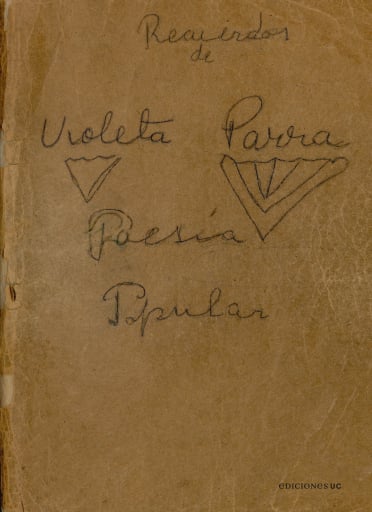 Recuerdos
de
Violeta Parra
Poesía
Popular
EDICIONES UC